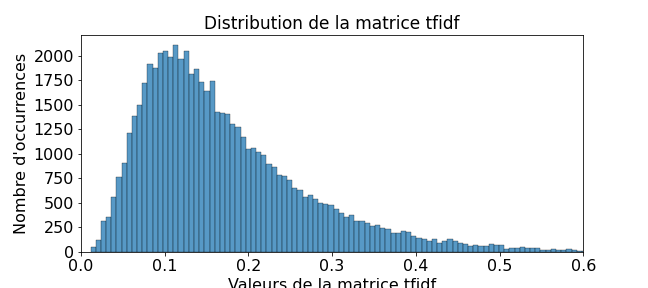 Distribution de la matrice tfidf
Nombre d'occurrences
2000
1750
1500
1250
1000
750
500
250
0
0.0 0.1 0.2 0.3 0.4 0.5 0.6
Valeurs de la matrice tfidf